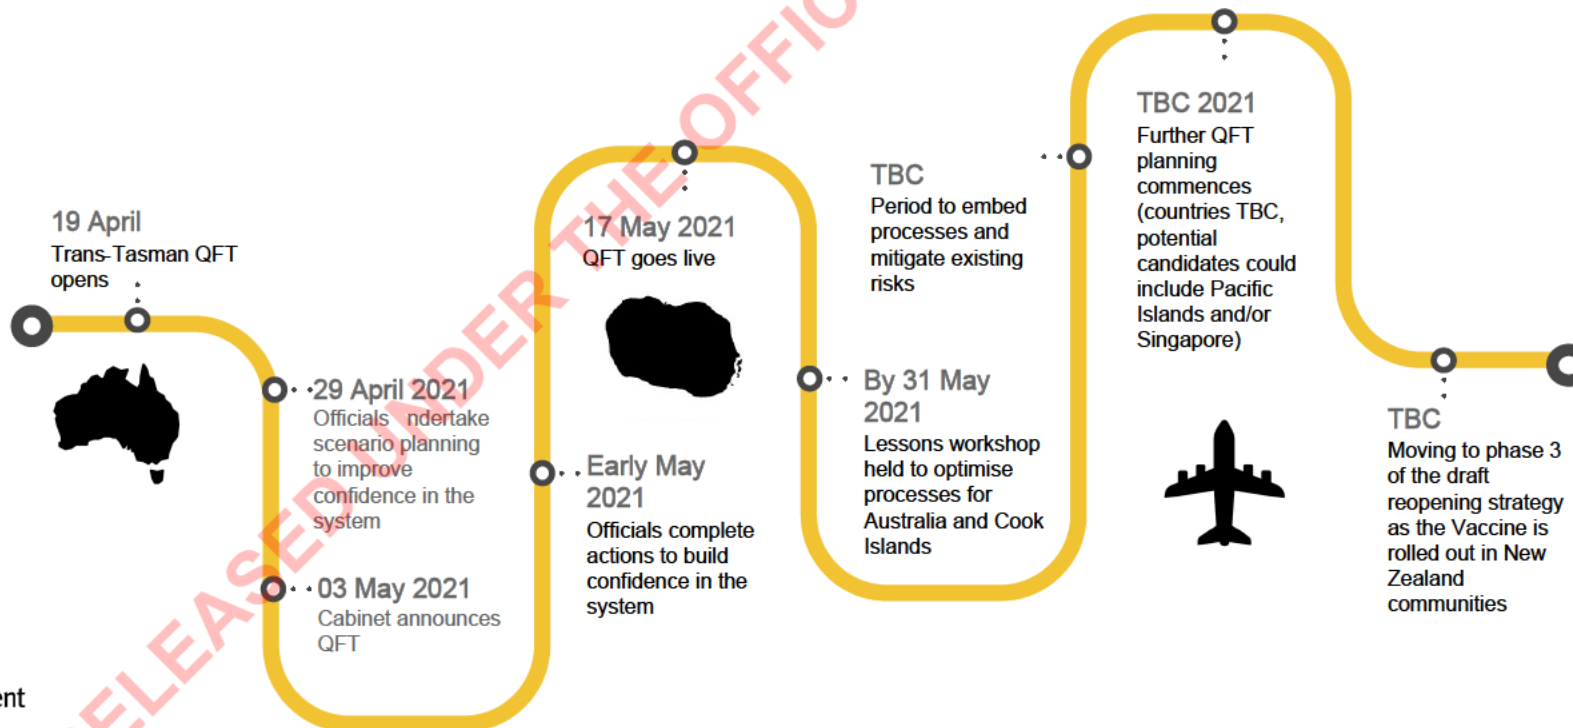 19 April
Trans-Tasman QFT
opens
29 April 2021
Officials ndertake
scenario planning
to improve
confidence in the
system
03 May 2021
Cabinet announces
QFT
17 May 2021
QFT goes live
Early May
2021
Officials complete
actions to build
confidence in the
system
TBC
Period to embed
processes and
mitigate existing
risks
By 31 May
2021
Lessons workshop
held to optimise
processes for
Australia and Cook
Islands
TBC 2021
Further QFT
planning
commences
(countries TBC,
potential
candidates could
include Pacific
Islands and/or
Singapore)
TBC
Moving to phase 3
of the draft
reopening strategy
as the Vaccine is
rolled out in New
Zealand
communities
ent
RELEASED UNDER THE OFFIC